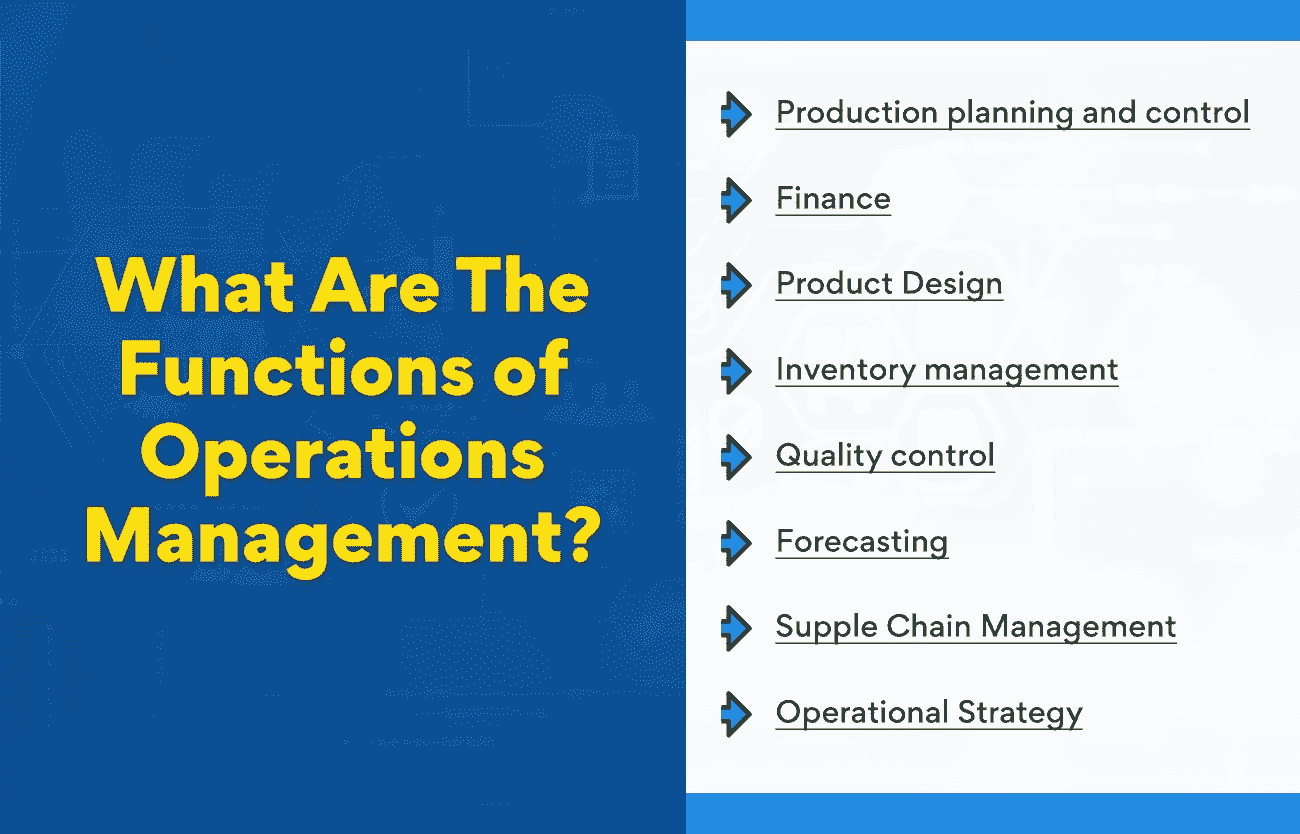 What Are The
Functions of
Operations
Management?
Production planning and control
Finance
Product Design
Inventory management
Quality control
Forecasting
Supple Chain Management
Operational Strategy